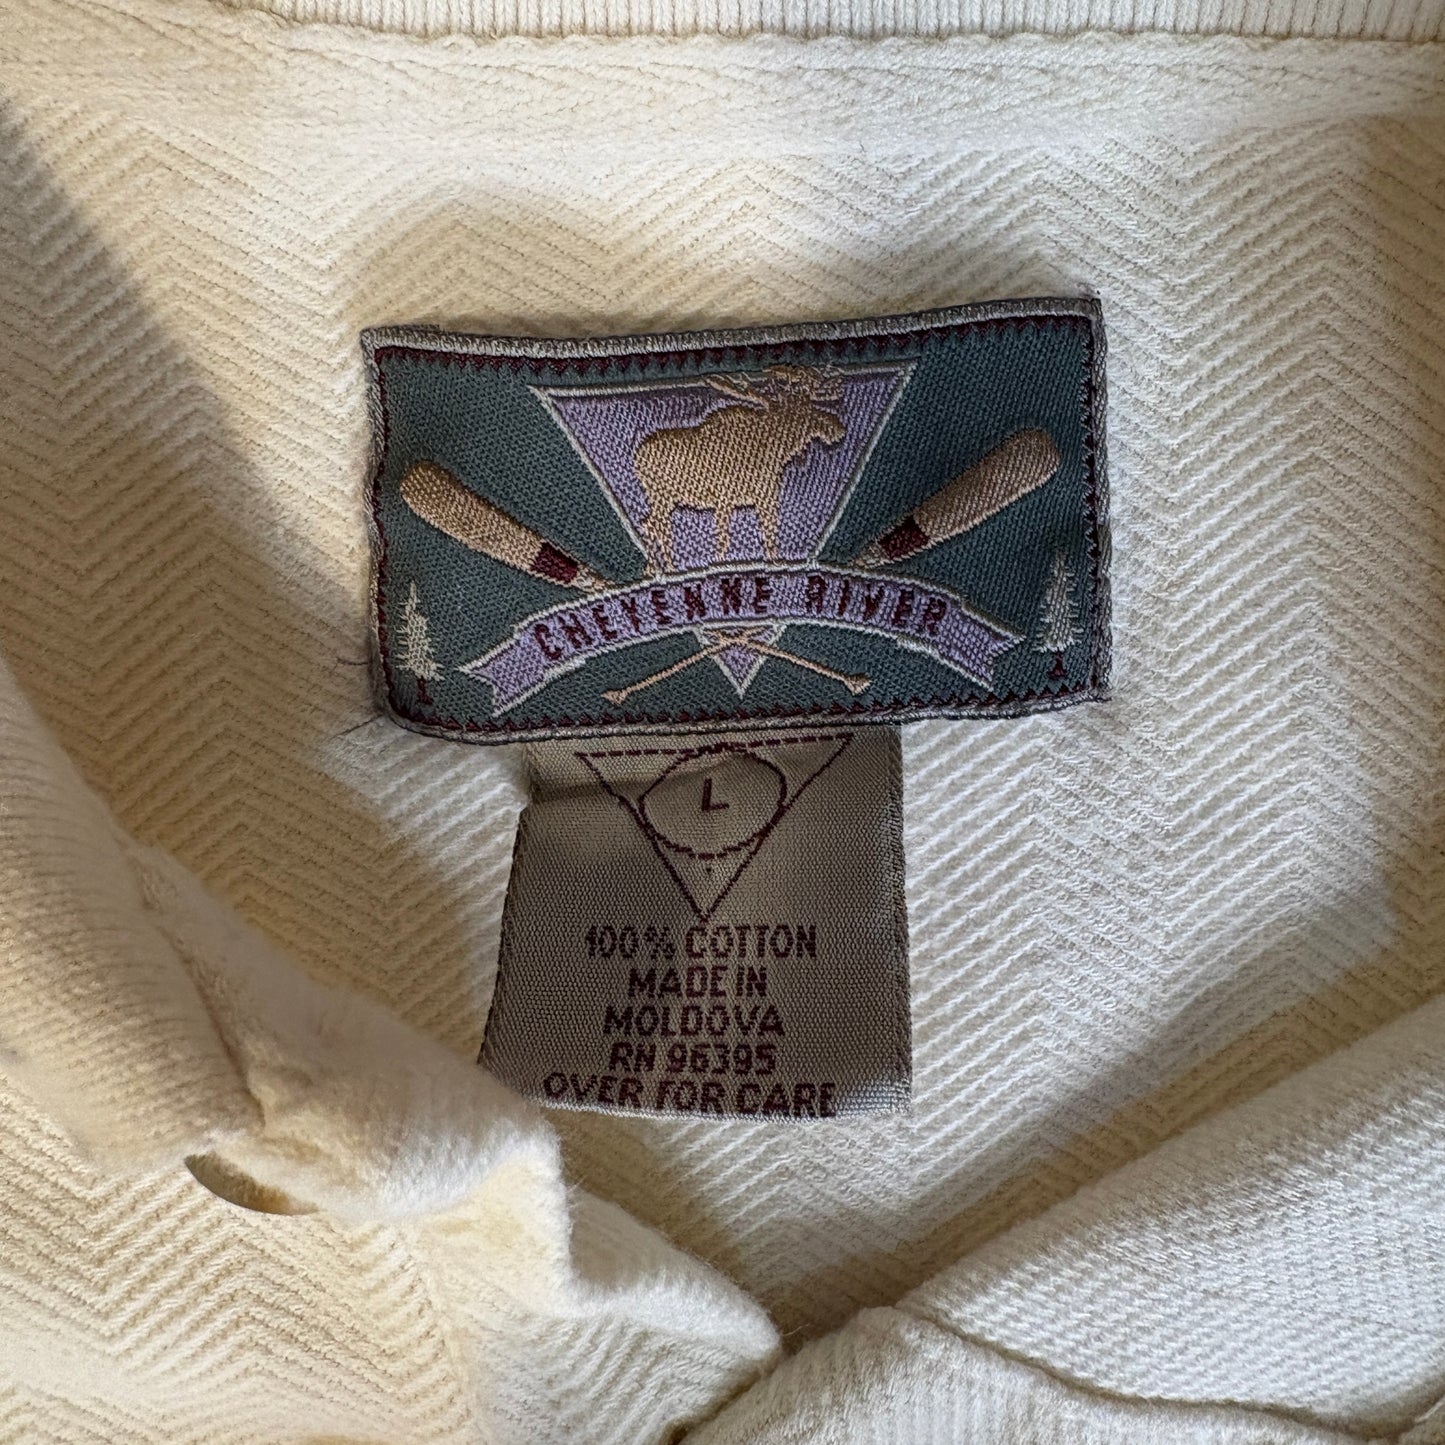 CHEYENNE RIVER
L
100% COTTON
MADE IN
MOLDOVA
RN 96395
OVER FOR CARE